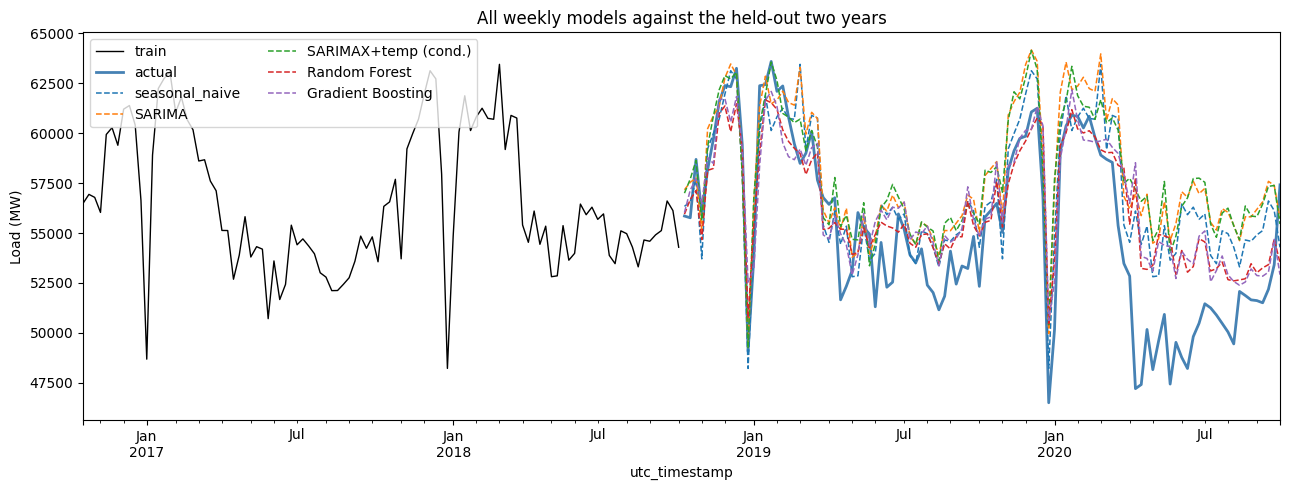 All weekly models against the held-out two years
65000
62500
60000
57500
55000
52500
50000
47500
Load (MW)
train
actual
seasonal_naive
SARIMA
SARIMAX+temp (cond.)
Random Forest
Gradient Boosting
Jan
2017
Jul
Jan
2018
Jul
Jan
2019
Jul
Jan
2020
Jul
utc_timestamp